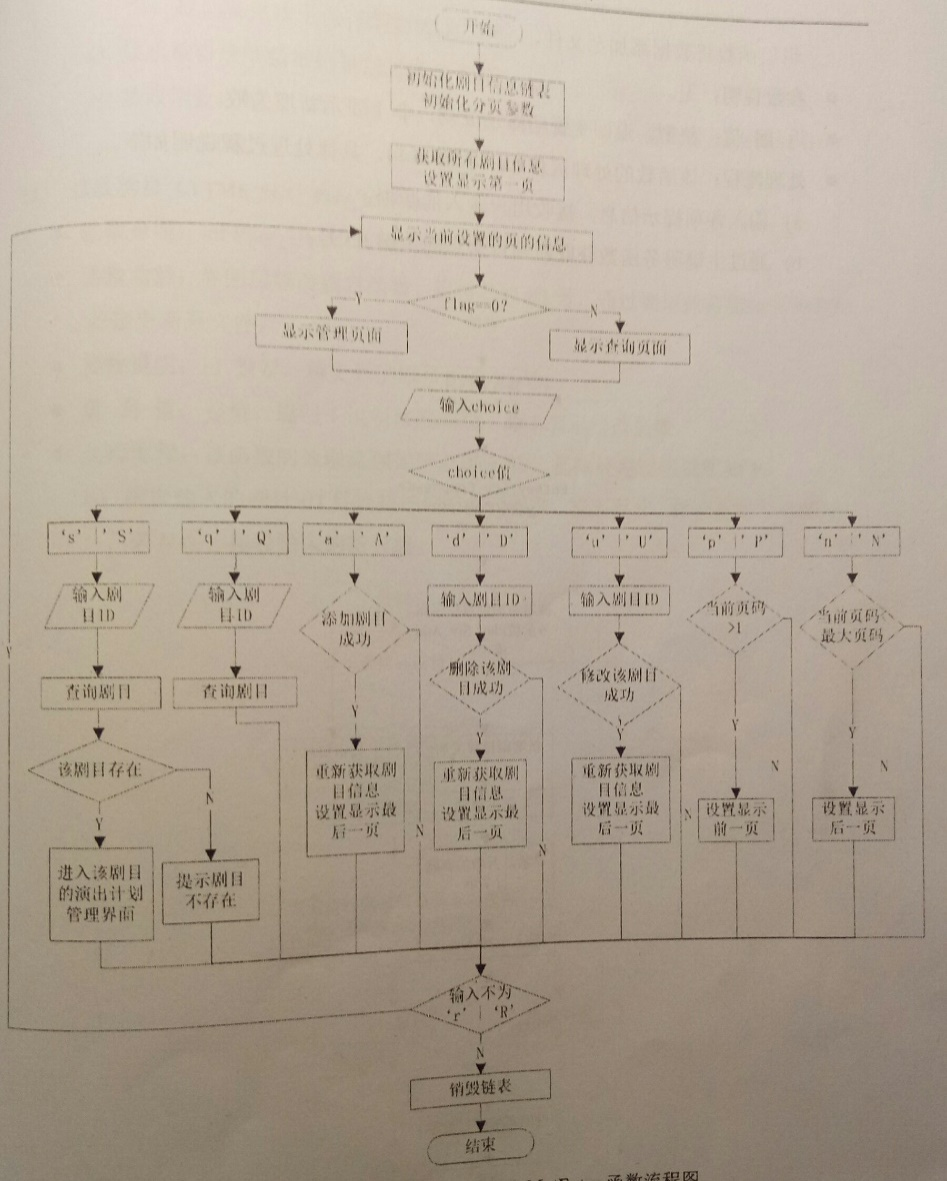 开始
初始化剧目信息链表
初始化分页参数
获取所有剧目信息
设置显示第一页
显示当前设置的页的信息
flag==0?
Y
N
显示管理页面
显示查询页面
输入choice
choice值
‘s’|‘S’
‘q’|‘Q’
‘a’|‘A’
‘d’|‘D’
‘u’|‘U’
‘p’|‘P’
‘n’|‘N’
输入剧
目ID
输入剧
目ID
添加剧目
成功
输入剧目ID
输入剧目ID
当前页码
>1
当前页码<
最大页码
查询剧目
查询剧目
删除该剧
目成功
修改该剧目
成功
Y
Y
Y
Y
Y
Y
该剧目存在
重新获取剧
目信息
设置显示最
后一页
重新获取剧
目信息
设置显示最
后一页
重新获取剧
目信息
设置显示最
后一页
N
N
设置显示
前一页
设置显示
后一页
Y
N
N
N
N
进入该剧目
的演出计划
管理界面
提示剧目
不存在
输入不为
‘r’|‘R’
N
销毁链表
结束
函数流程图